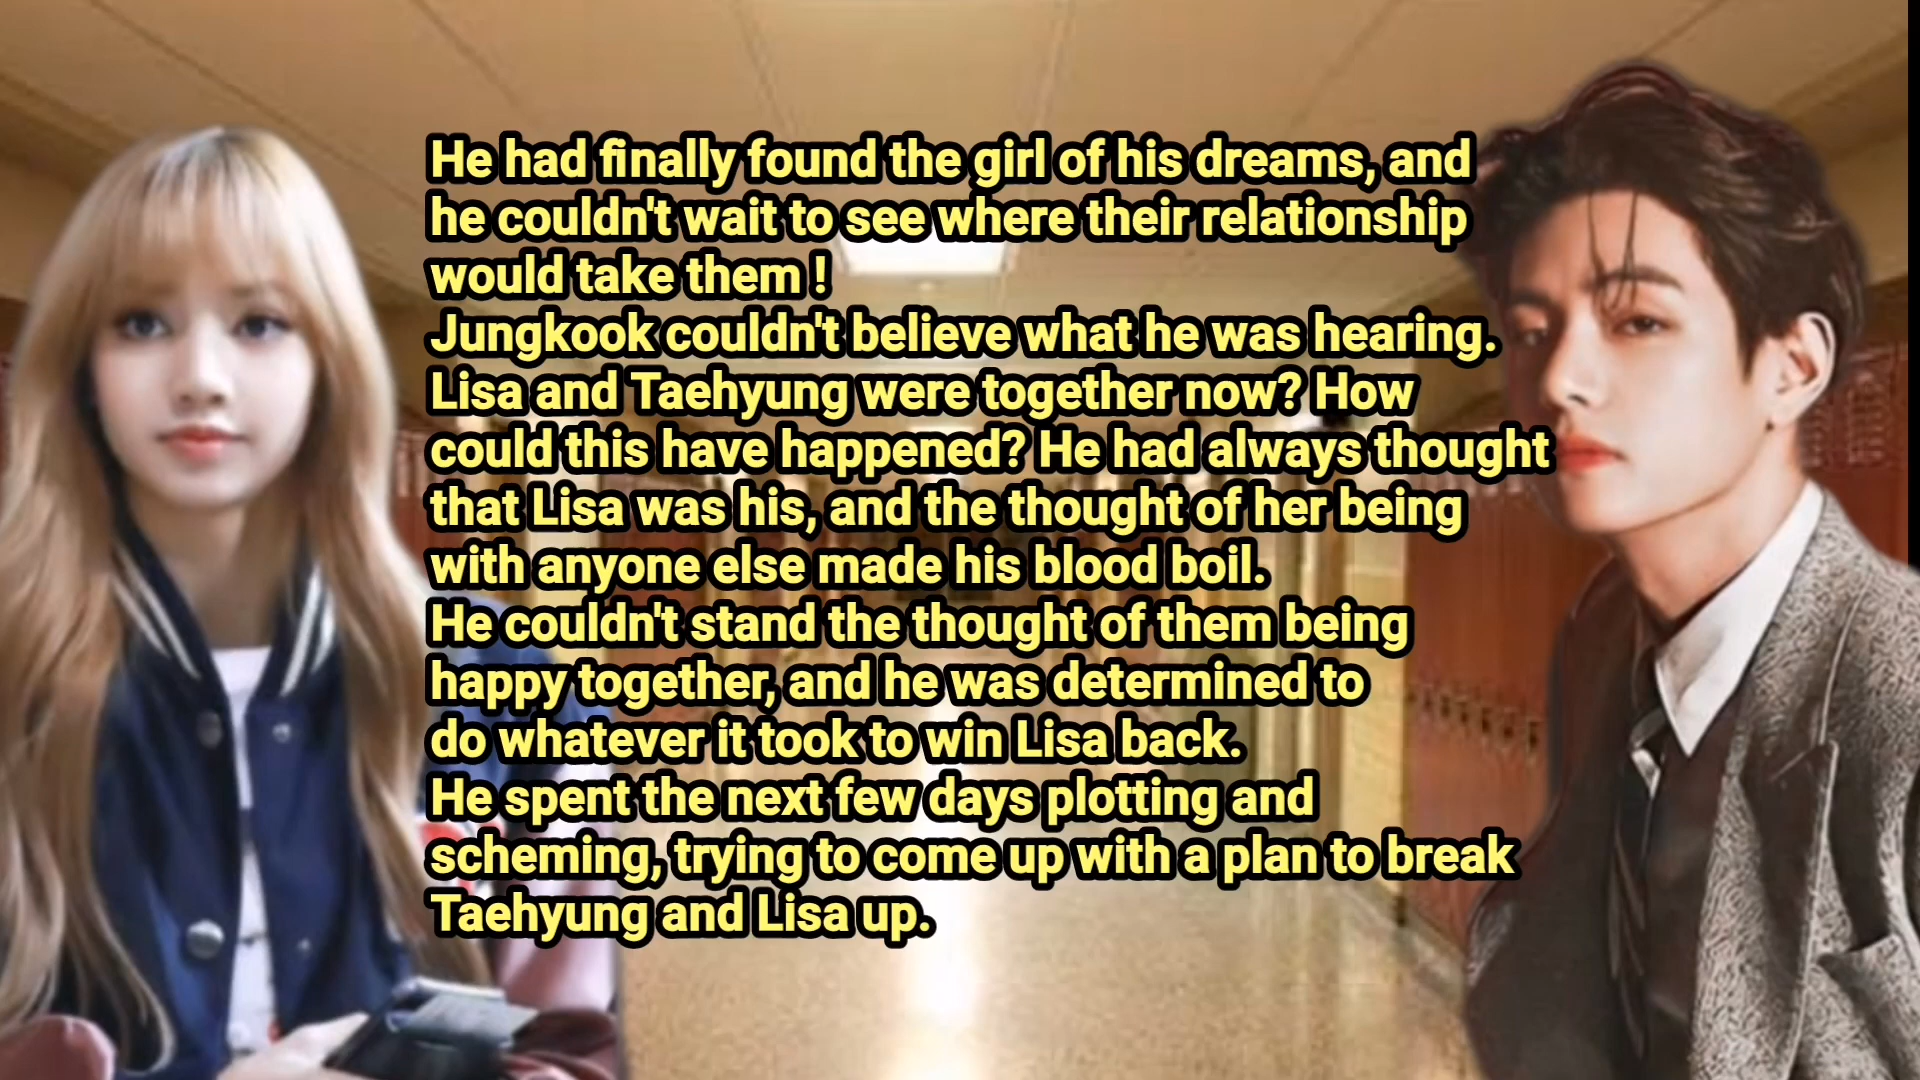 He had finally found the girl of his dreams, and
he couldn't wait to see where their relationship
would take them !
Jungkook couldn't believe what he was hearing.
Lisa and Taehyung were together now? How
could this have happened? He had always thought
that Lisa was his, and the thought of her being
with anyone else made his blood boil.
He couldn't stand the thought of them being
happy together, and he was determined to
do whatever it took to win Lisa back.
He spent the next few days plotting and
scheming, trying to come up with a plan to break
Taehyung and Lisa up.